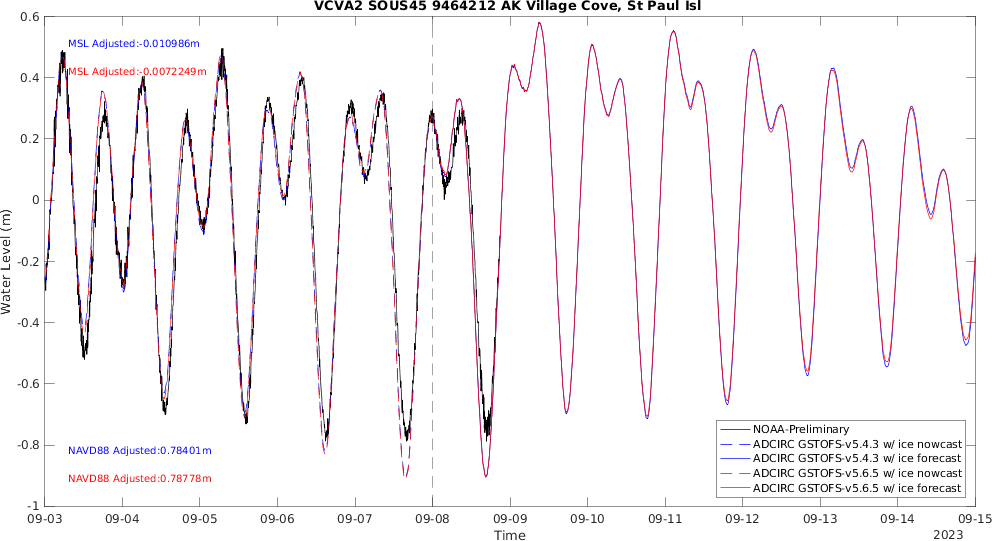 VCVA2 SOUS45 9464212 AK Village Cove, St Paul Isl
0.6
MSL Adjusted:-0.010986m
MSL Adjusted:-0.0072249m
0.4
0.2
0
-0.2
-0.4
-0.6
-0.8
-1
Water Level (m)
NAVD88 Adjusted:0.78401m
NAVD88 Adjusted:0.78778m
NOAA-Preliminary
ADCIRC GSTOFS-v5.4.3 w/ ice nowcast
ADCIRC GSTOFS-v5.4.3 w/ ice forecast
ADCIRC GSTOFS-v5.6.5 w/ ice nowcast
ADCIRC GSTOFS-v5.6.5 w/ ice forecast
09-03 09-04 09-05 09-06 09-07 09-08 09-09 09-10 09-11 09-12 09-13 09-14 09-15
Time
2023